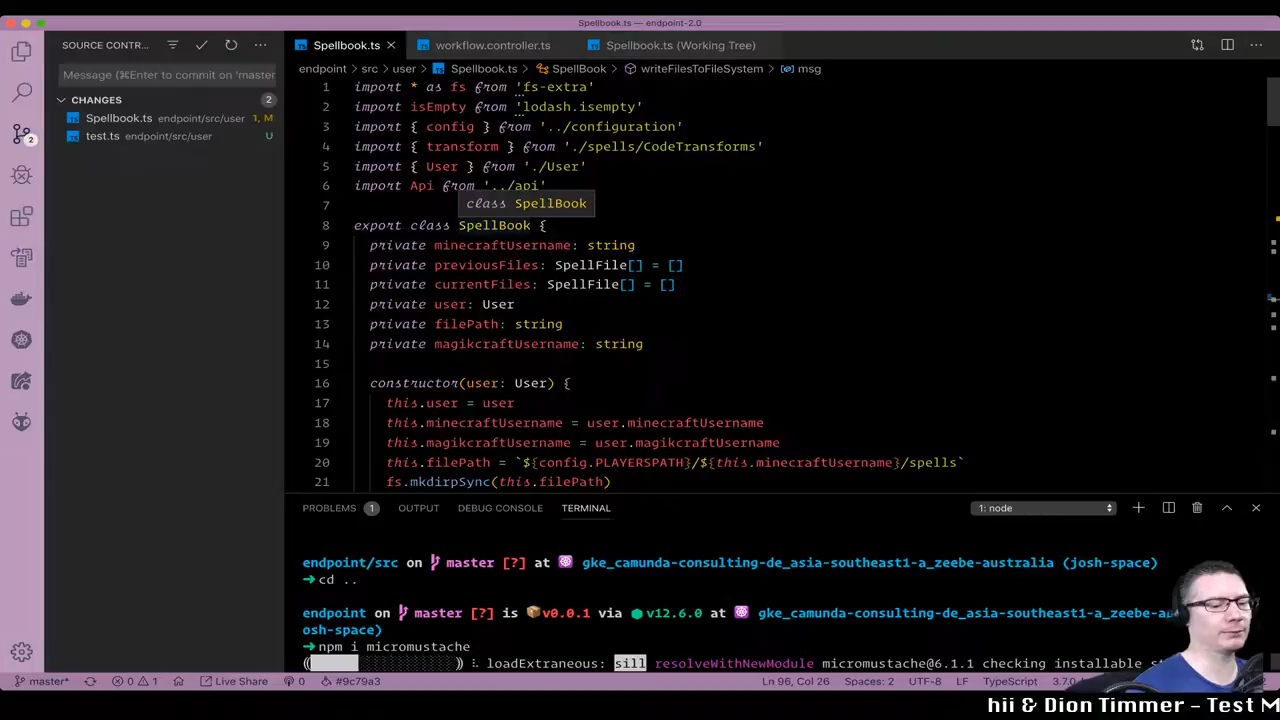 Spellbook.ts — endpoint-2.0
SOURCE CONTR...
Spellbook.ts
workflow.controller.ts
Spellbook.ts (Working Tree)
Message (⌘Enter to commit on 'master
CHANGES 2
Spellbook.ts endpoint/src/user 1, M
test.ts endpoint/src/user U
2
endpoint > src > user > Spellbook.ts > SpellBook > writeFilesToFileSystem > msg
1 import * as fs from 'fs-extra'
2 import isEmpty from 'lodash.isempty'
3 import { config } from '../configuration'
4 import { transform } from './spells/CodeTransforms'
5 import { User } from './User'
6 import Api from '../api'
class SpellBook
7
8 export class SpellBook {
9 private minecraftUsername: string
10 private previousFiles: SpellFile[] = []
11 private currentFiles: SpellFile[] = []
12 private user: User
13 private filePath: string
14 private magikcraftUsername: string
15
16 constructor(user: User) {
17 this.user = user
18 this.minecraftUsername = user.minecraftUsername
19 this.magikcraftUsername = user.magikcraftUsername
20 this.filePath = `${config.PLAYERSPATH}/${this.minecraftUsername}/spells`
21 fs.mkdirpSync(this.filePath)
PROBLEMS 1 OUTPUT DEBUG CONSOLE TERMINAL 1: node
endpoint/src on master [?] at gke_camunda-consulting-de_asia-southeast1-a_zeebe-australia (josh-space)
➜cd ..
endpoint on master [?] is v0.0.1 via v12.6.0 at gke_camunda-consulting-de_asia-southeast1-a_zeebe-au
osh-space)
➜npm i micromustache
loadExtraneous: sill resolveWithNewModule micromustache@6.1.1 checking installable st
master* 0 1 Live Share 0 #9c79a3 Ln 96, Col 26 Spaces: 2 UTF-8 LF TypeScript 3.7.0
hii & Dion Timmer - Test M